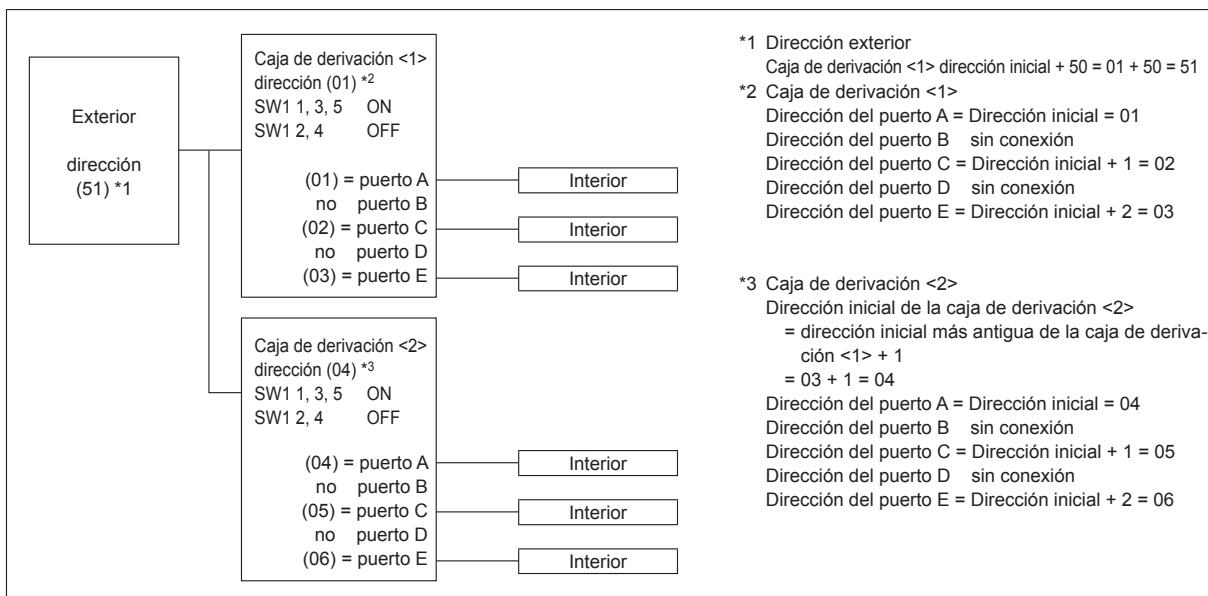 Exterior
dirección
(51) *1
Caja de derivación <1>
dirección (01) *2
SW1 1, 3, 5 ON
SW1 2, 4 OFF
(01) = puerto A
no puerto B
(02) = puerto C
no puerto D
(03) = puerto E
Interior
Interior
Interior
Caja de derivación <2>
dirección (04) *3
SW1 1, 3, 5 ON
SW1 2, 4 OFF
(04) = puerto A
no puerto B
(05) = puerto C
no puerto D
(06) = puerto E
Interior
Interior
Interior
*1 Dirección exterior
Caja de derivación <1> dirección inicial + 50 = 01 + 50 = 51
*2 Caja de derivación <1>
Dirección del puerto A = Dirección inicial = 01
Dirección del puerto B sin conexión
Dirección del puerto C = Dirección inicial + 1 = 02
Dirección del puerto D sin conexión
Dirección del puerto E = Dirección inicial + 2 = 03
*3 Caja de derivación <2>
Dirección inicial de la caja de derivación <2>
= dirección inicial más antigua de la caja de deriva-
ción <1> + 1
= 03 + 1 = 04
Dirección del puerto A = Dirección inicial = 04
Dirección del puerto B sin conexión
Dirección del puerto C = Dirección inicial + 1 = 05
Dirección del puerto D sin conexión
Dirección del puerto E = Dirección inicial + 2 = 06